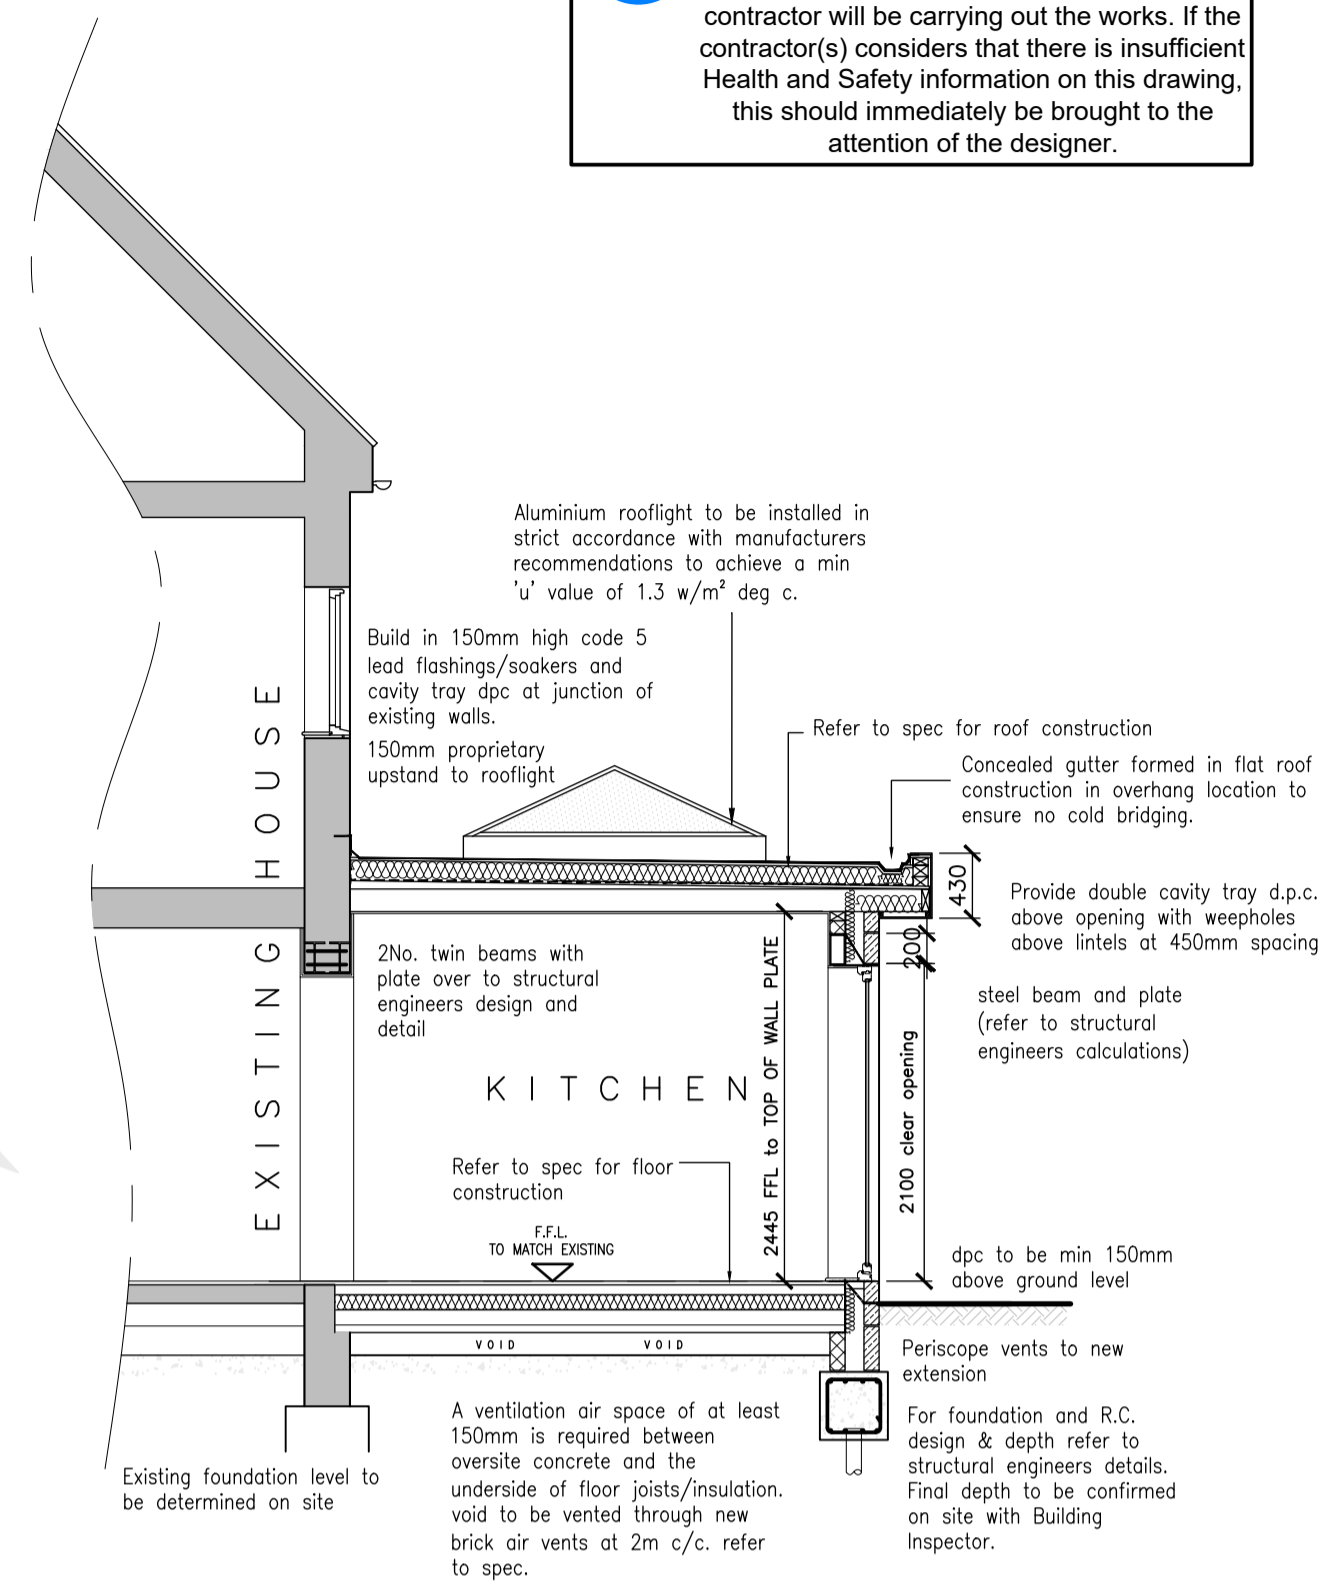 contractor will be carrying out the works. If the
contractor(s) considers that there is insufficient
Health and Safety information on this drawing,
this should immediately be brought to the
attention of the designer.
Aluminium rooflight to be installed in
strict accordance with manufacturers
recommendations to achieve a min
'u' value of 1.3 w/m² deg c.
Build in 150mm high code 5
lead flashings/soakers and
cavity tray dpc at junction of
existing walls.
150mm proprietary
upstand to rooflight
Refer to spec for roof construction
Concealed gutter formed in flat roof
construction in overhang location to
ensure no cold bridging.
430
Provide double cavity tray d.p.c.
above opening with weepholes
above lintels at 450mm spacing
200
steel beam and plate
(refer to structural
engineers calculations)
EXISTING HOUSE
2No. twin beams with
plate over to structural
engineers design and
detail
KITCHEN
2445 FFL to TOP OF WALL PLATE
2100 clear opening
Refer to spec for floor
construction
F.F.L.
TO MATCH EXISTING
dpc to be min 150mm
above ground level
VOID
VOID
Periscope vents to new
extension
A ventilation air space of at least
150mm is required between
oversite concrete and the
underside of floor joists/insulation.
void to be vented through new
brick air vents at 2m c/c. refer
to spec.
For foundation and R.C.
design & depth refer to
structural engineers details.
Final depth to be confirmed
on site with Building
Inspector.
Existing foundation level to
be determined on site